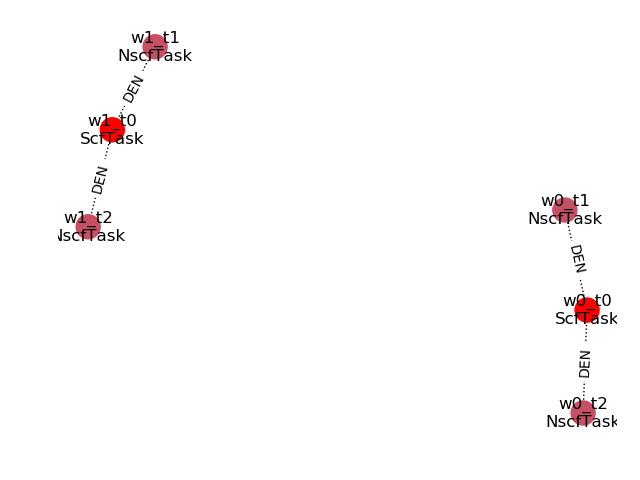 w1_t1
NscfTask
DEN
w1_t0
ScfTask
DEN
w1_t2
NscfTask
w0_t1
NscfTask
DEN
w0_t0
ScfTask
DEN
w0_t2
NscfTask